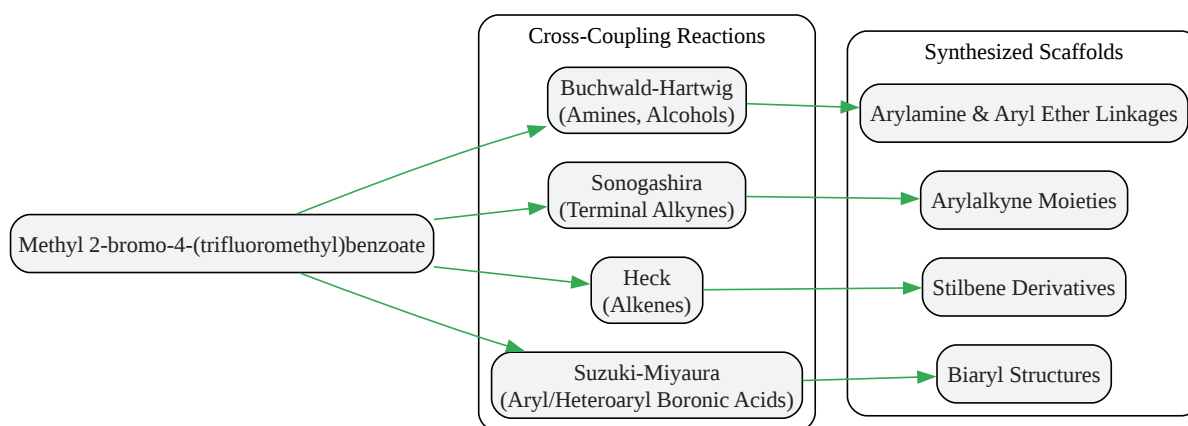 Cross-Coupling Reactions
Synthesized Scaffolds
Buchwald-Hartwig
(Amines, Alcohols)
Arylamine & Aryl Ether Linkages
Sonogashira
(Terminal Alkynes)
Arylalkyne Moieties
Methyl 2-bromo-4-(trifluoromethyl)benzoate
Heck
(Alkenes)
Stilbene Derivatives
Suzuki-Miyaura
(Aryl/Heteroaryl Boronic Acids)
Biaryl Structures